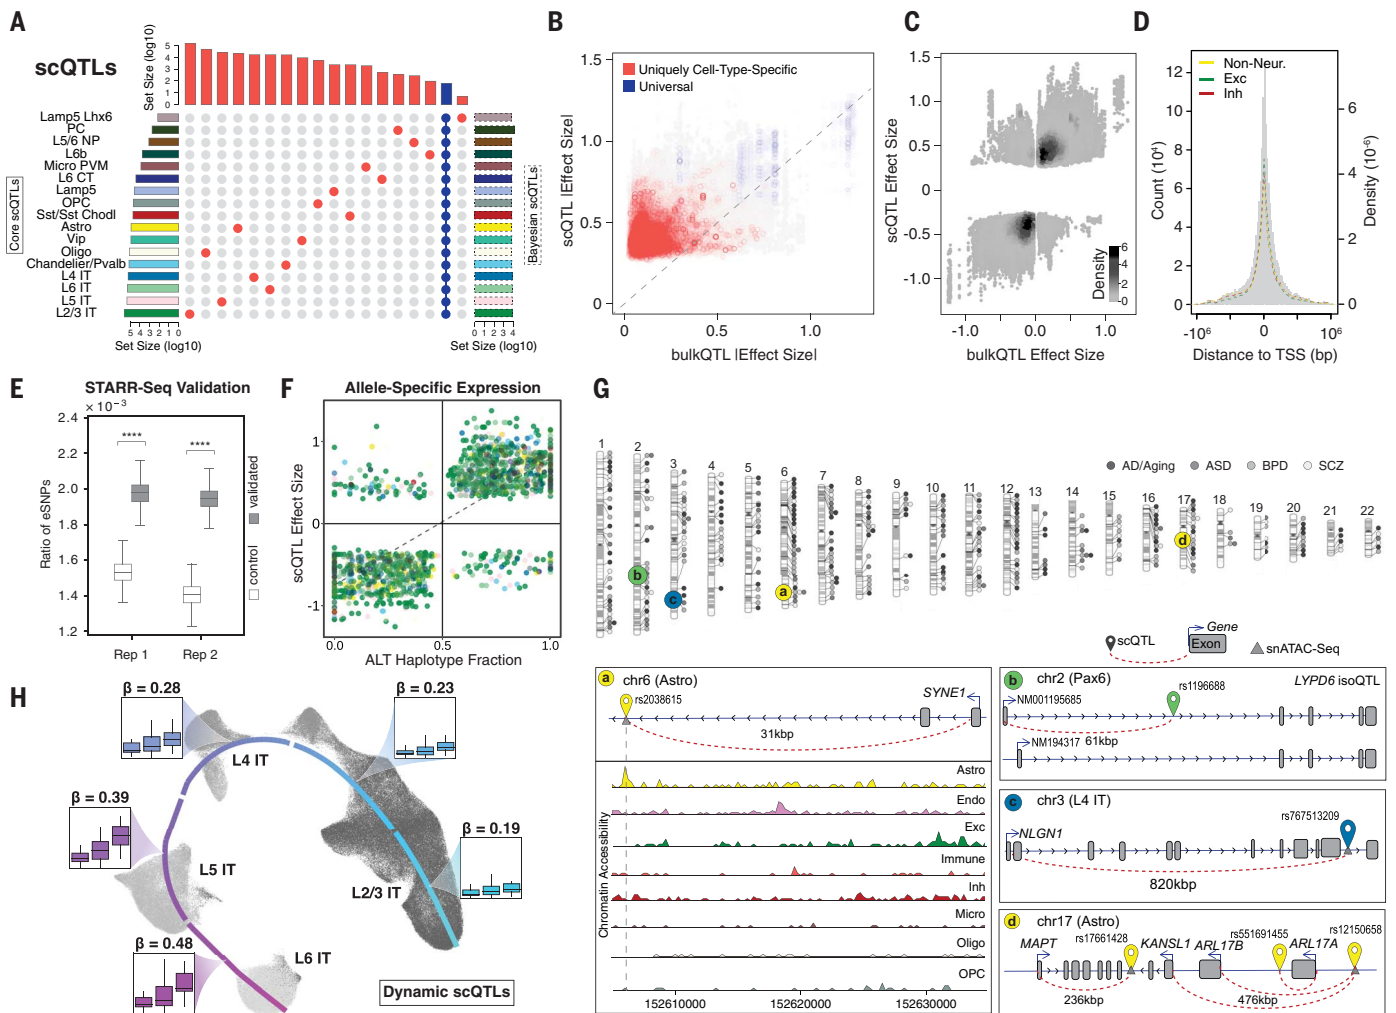 A
scQTLs
Set Size (log10)
5
4
3
2
1
0
Core scQTLs
Lamp5 Lhx6
PC
L5/6 NP
L6b
Micro PVM
L6 CT
Lamp5
OPC
Sst/Sst Chodl
Astro
Vip
Oligo
Chandelier/Pvalb
L4 IT
L6 IT
L5 IT
L2/3 IT
Bayesian scQTLs
5 4 3 2 1 0
Set Size (log10)
0 1 2 3 4
Set Size (log10)
B
Uniquely Cell-Type-Specific
Universal
scQTL |Effect Size|
1.5
1.0
0.5
0
0 0.5 1.0
bulkQTL |Effect Size|
C
scQTL Effect Size
1.5
1.0
0.5
0
-0.5
-1.0
Density
6
4
2
0
-1.0 0.0 1.0
bulkQTL Effect Size
D
Non-Neur.
Exc
Inh
Count (10⁴)
12
10
8
6
4
2
0
Density (10⁻⁶)
6
4
2
0
-10⁶ 0 10⁶
Distance to TSS (bp)
E
STARR-Seq Validation
×10⁻³
Ratio of eSNPs
2.4
2.2
2.0
1.8
1.6
1.4
1.2
****
****
Rep 1 Rep 2
control
validated
F
Allele-Specific Expression
scQTL Effect Size
1
0
-1
0.0 0.5 1.0
ALT Haplotype Fraction
G
1 2 3 4 5 6 7 8 9 10 11 12 13 14 15 16 17 18 19 20 21 22
AD/Aging ASD BPD SCZ
b
c
a
d
scQTL
Gene
Exon
snATAC-Seq
a chr6 (Astro)
rs2038615
SYNE1
31kbp
Chromatin Accessibility
Astro
Endo
Exc
Immune
Inh
Micro
Oligo
OPC
152610000 152620000 152630000
b chr2 (Pax6)
rs1196688
LYPD6 isoQTL
NM001195685
NM194317 61kbp
c chr3 (L4 IT)
rs767513209
NLGN1
820kbp
d chr17 (Astro)
rs17661428
rs551691455
rs12150658
MAPT
KANSL1
ARL17B
ARL17A
236kbp
476kbp
H
β = 0.28
β = 0.23
L4 IT
β = 0.39
β = 0.19
L5 IT
L2/3 IT
β = 0.48
L6 IT
Dynamic scQTLs